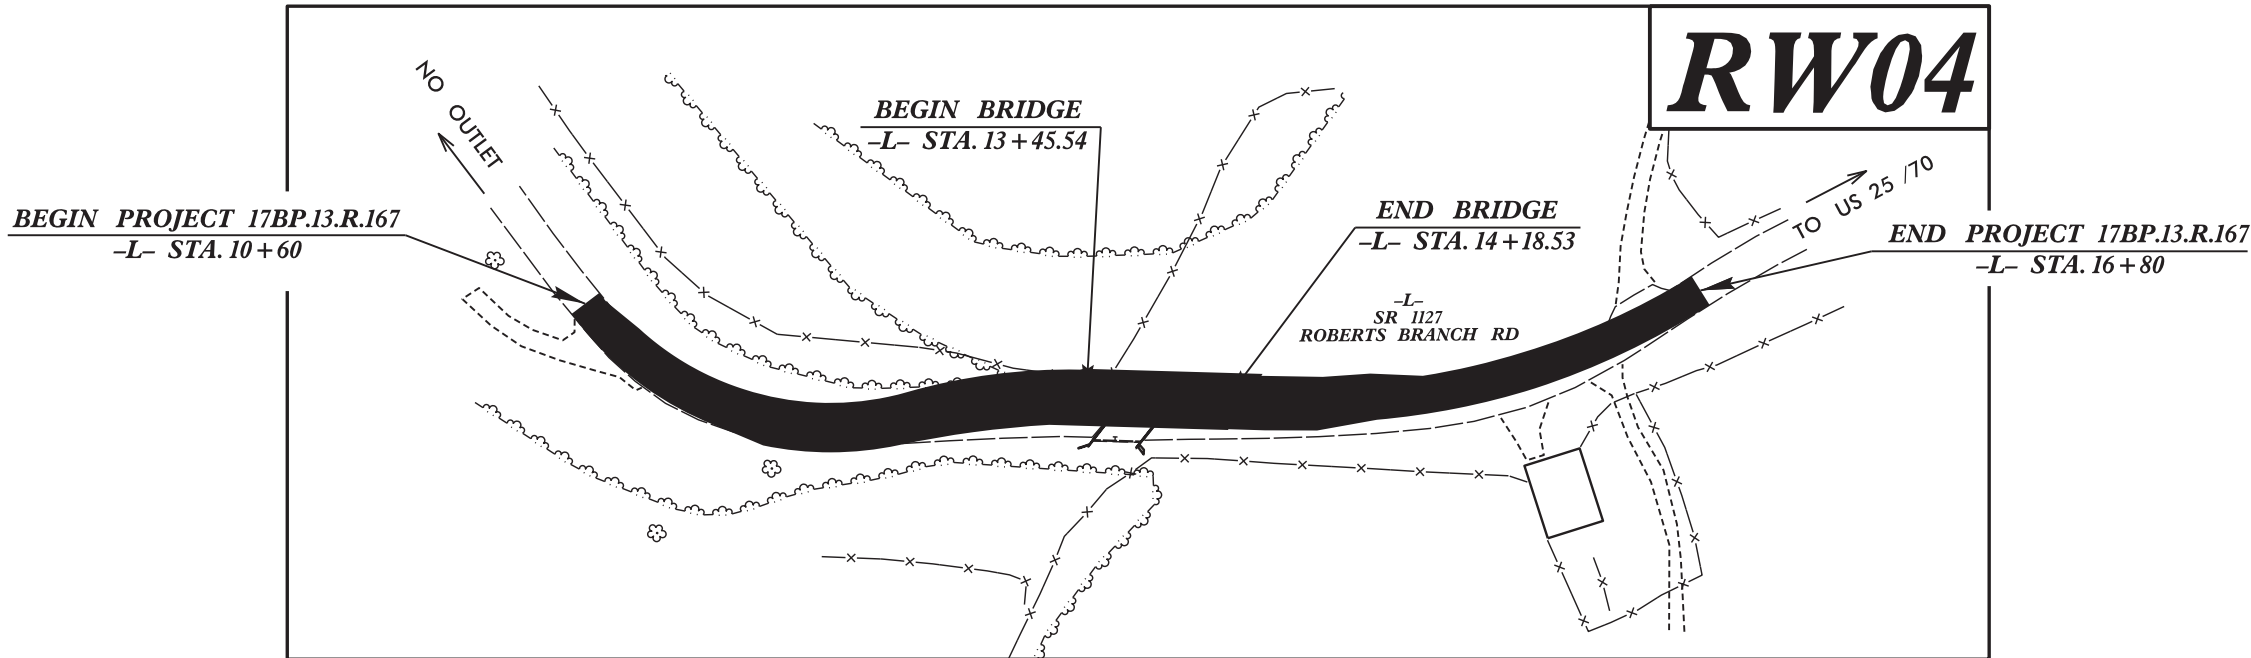 RW04
NO OUTLET
BEGIN BRIDGE
–L– STA. 13+45.54
TO US 25 /70
BEGIN PROJECT 17BP.13.R.167
–L– STA. 10+60
END BRIDGE
–L– STA. 14+18.53
END PROJECT 17BP.13.R.167
–L– STA. 16+80
–L–
SR 1127
ROBERTS BRANCH RD